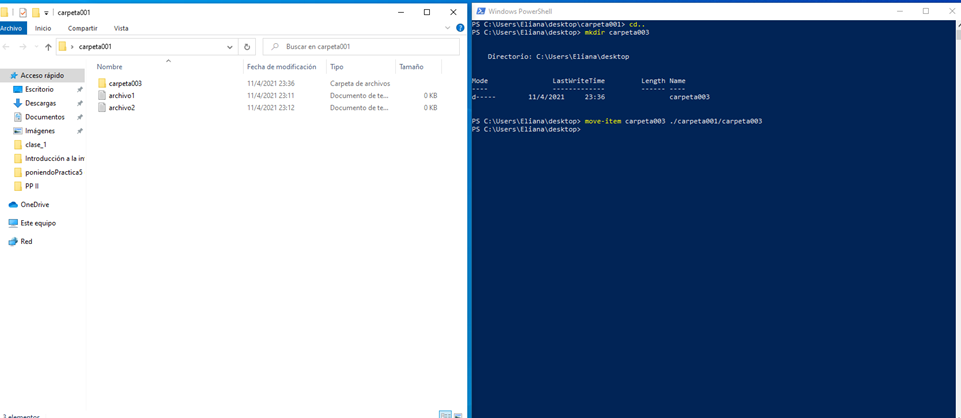 carpeta001
Archivo Inicio Compartir Vista
carpeta001 Buscar en carpeta001
Nombre Fecha de modificación Tipo Tamaño
Acceso rápido
Escritorio
Descargas
Documentos
Imágenes
clase_1
Introducción a la in
poniendoPractica5
PP II
OneDrive
Este equipo
Red
carpeta003 11/4/2021 23:36 Carpeta de archivos
archivo1 11/4/2021 23:11 Documento de te... 0 KB
archivo2 11/4/2021 23:12 Documento de te... 0 KB
3 elementos
Windows PowerShell
PS C:\Users\Eliana\desktop\carpeta001> cd..
PS C:\Users\Eliana\desktop> mkdir carpeta003
Directorio: C:\Users\Eliana\desktop
Mode LastWriteTime Length Name
---- ------------- ------ ----
d----- 11/4/2021 23:36 carpeta003
PS C:\Users\Eliana\desktop> move-item carpeta003 ./carpeta001/carpeta003
PS C:\Users\Eliana\desktop>